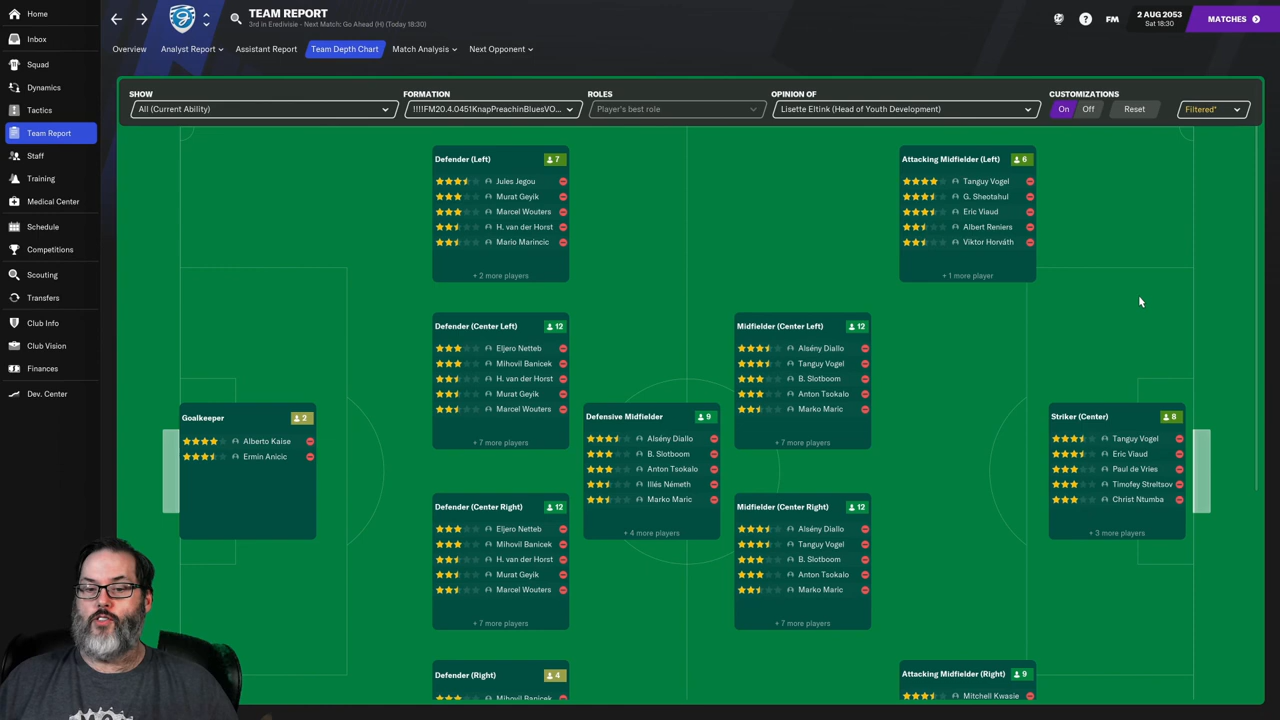 Home
TEAM REPORT
3rd in Eredivisie - Next Match: Go Ahead (H) (Today 18:30)
FM
2 AUG 2053
Sat 18:30
MATCHES
Inbox
Squad
Dynamics
Tactics
Team Report
Staff
Training
Medical Center
Schedule
Competitions
Scouting
Transfers
Club Info
Club Vision
Finances
Dev. Center
Overview
Analyst Report
Assistant Report
Team Depth Chart
Match Analysis
Next Opponent
SHOW
All (Current Ability)
FORMATION
!!!!FM20.4.0451KnapPreachinBluesVO...
ROLES
Player's best role
OPINION OF
Lisette Eltink (Head of Youth Development)
CUSTOMIZATIONS
On
Off
Reset
Filtered*
Defender (Left)
7
Jules Jegou
Murat Geyik
Marcel Wouters
H. van der Horst
Mario Marincic
+ 2 more players
Attacking Midfielder (Left)
6
Tanguy Vogel
G. Sheotahul
Eric Viaud
Albert Reniers
Viktor Horváth
+ 1 more player
Defender (Center Left)
12
Eljero Netteb
Mihovil Banicek
H. van der Horst
Murat Geyik
Marcel Wouters
+ 7 more players
Midfielder (Center Left)
12
Alsény Diallo
Tanguy Vogel
B. Slotboom
Anton Tsokalo
Marko Maric
+ 7 more players
Goalkeeper
2
Alberto Kaise
Ermin Anicic
Defensive Midfielder
9
Alsény Diallo
B. Slotboom
Anton Tsokalo
Illés Németh
Marko Maric
+ 4 more players
Striker (Center)
8
Tanguy Vogel
Eric Viaud
Paul de Vries
Timofey Streltsov
Christ Ntumba
+ 3 more players
Defender (Center Right)
12
Eljero Netteb
Mihovil Banicek
H. van der Horst
Murat Geyik
Marcel Wouters
+ 7 more players
Midfielder (Center Right)
12
Alsény Diallo
Tanguy Vogel
B. Slotboom
Anton Tsokalo
Marko Maric
+ 7 more players
Defender (Right)
4
Mihovil Banicek
Attacking Midfielder (Right)
9
Mitchell Kwasie